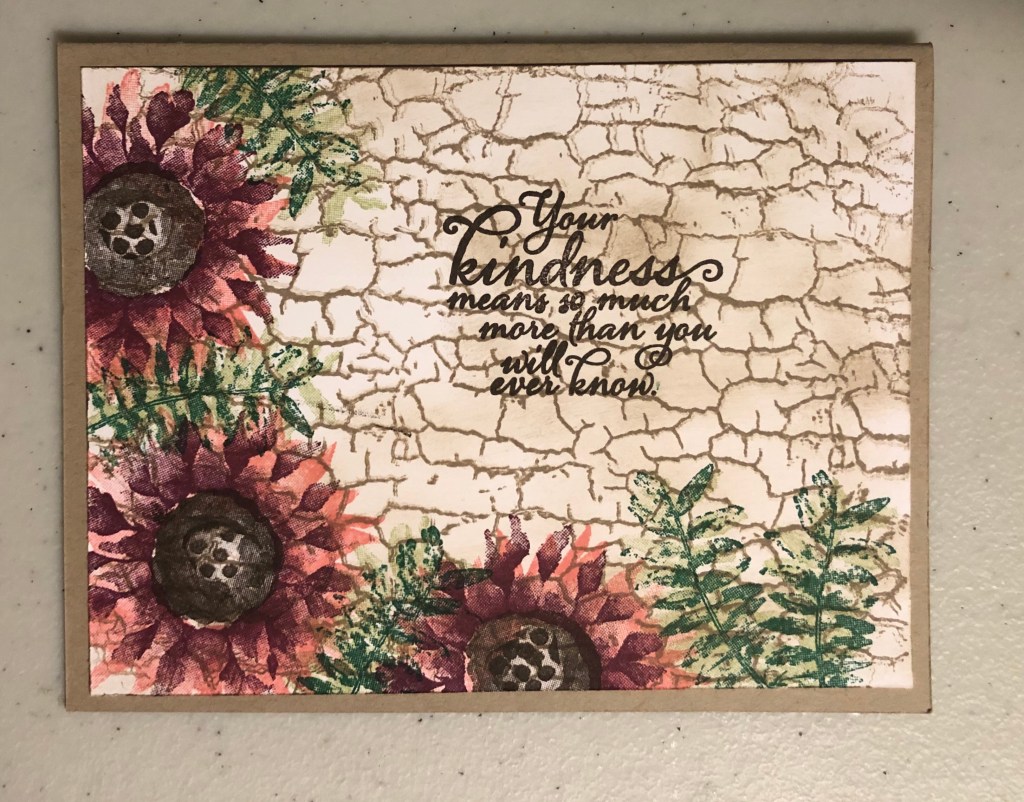 Your
kindness
means so much
more than you
will
ever know.